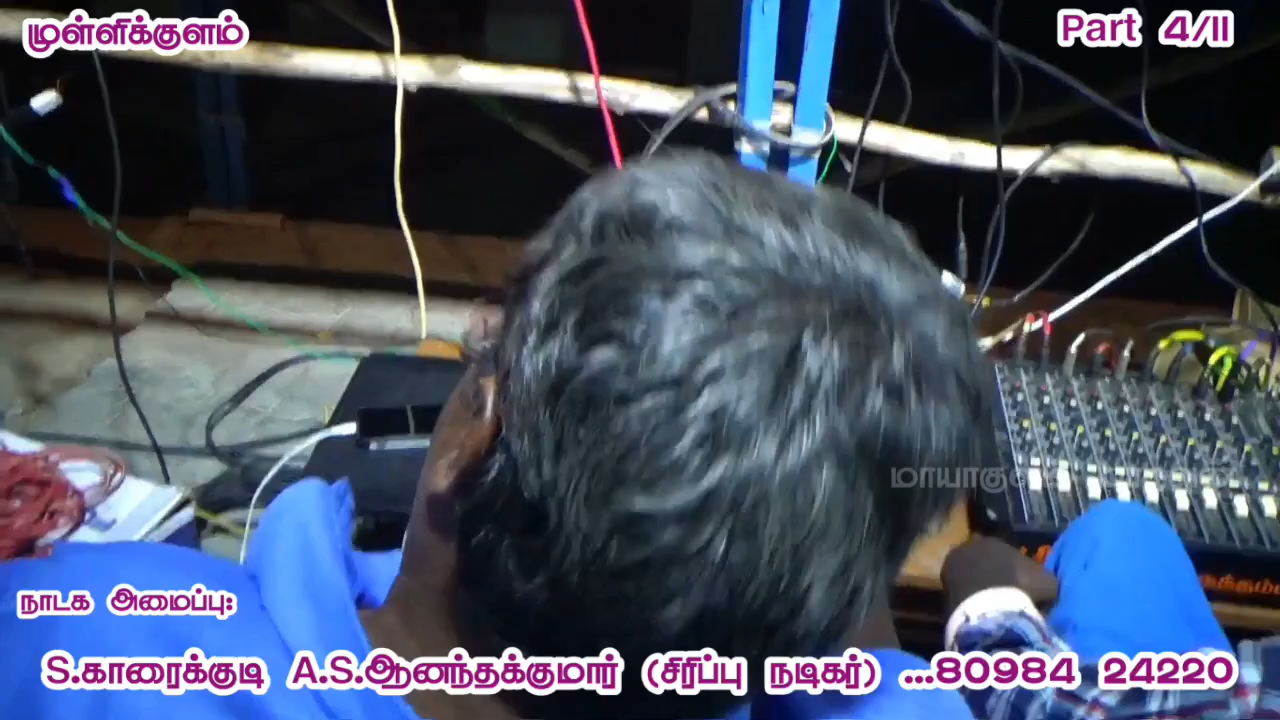 முள்ளிக்குளம்
Part 4/II
நாடக அமைப்பு:
S.காரைக்குடி A.S.ஆனந்தக்குமார் (சிரிப்பு நடிகர்) ...80984 24220